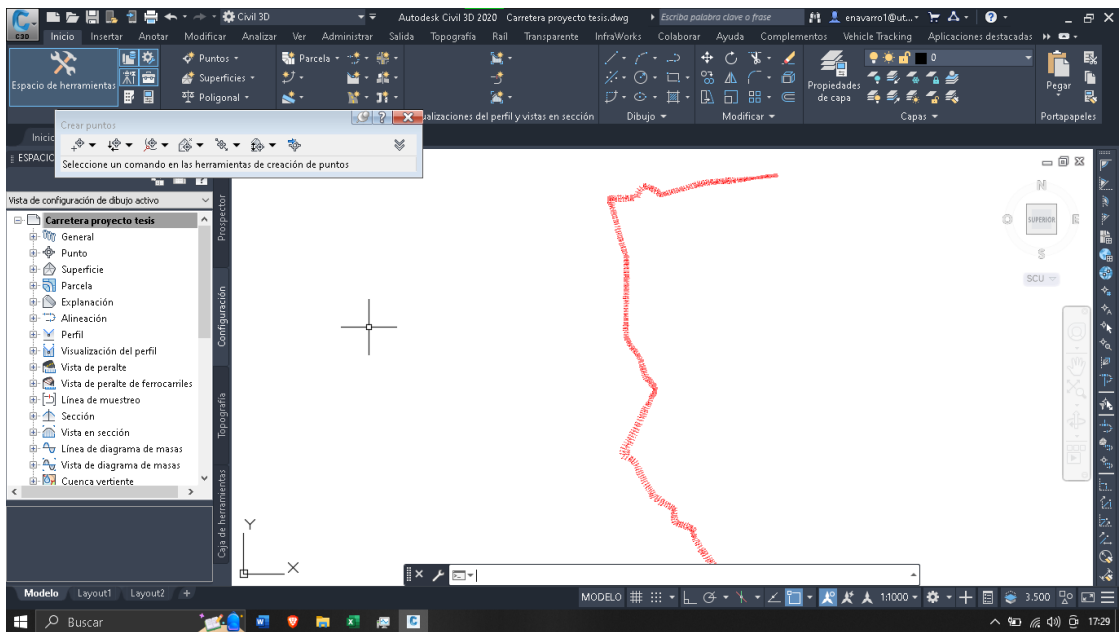 Civil 3D
Autodesk Civil 3D 2020 Carretera proyecto tesis.dwg
Escriba palabra clave o frase
enavarro1@ut...
C3D
Inicio Insertar Anotar Modificar Analizar Ver Administrar Salida Topografía Raíl Transparente InfraWorks Colaborar Ayuda Complementos Vehicle Tracking Aplicaciones destacadas
Espacio de herramientas
Puntos
Superficies
Poligonal
Parcela
Propiedades
de capa
0
Pegar
Crear puntos
alizaciones del perfil y vistas en sección
Dibujo
Modificar
Capas
Portapapeles
Inicio
ESPACIO
Seleccione un comando en las herramientas de creación de puntos
Vista de configuración de dibujo activo
Carretera proyecto tesis
General
Punto
Superficie
Parcela
Explanación
Alineación
Perfil
Visualización del perfil
Vista de peralte
Vista de peralte de ferrocarriles
Línea de muestreo
Sección
Vista en sección
Línea de diagrama de masas
Vista de diagrama de masas
Cuenca vertiente
Prospector
Configuración
Topografía
Caja de herramientas
N
O SUPERIOR E
S
SCU
Y
X
Modelo Layout1 Layout2 +
MODELO
1:1000
3.500
Buscar
17:29